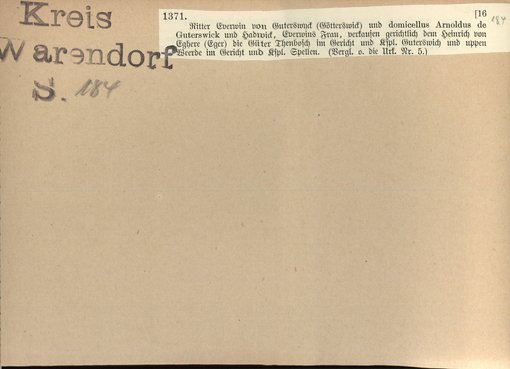 Kreis
Warendorf
S. 184
1371. [16
184
Ritter Everwin von Guterswyck (Götterswick) und domicellus Arnoldus de
Guterswick und Hadwick, Everwins Frau, verkaufen gerichtlich dem Heinrich von
Eghere (Eger) die Güter Thenbosch im Gericht und Kspl. Guterswich und uppen
Weerde im Gericht und Kspl. Spellen. (Vergl. o. die Urk. Nr. 5.)